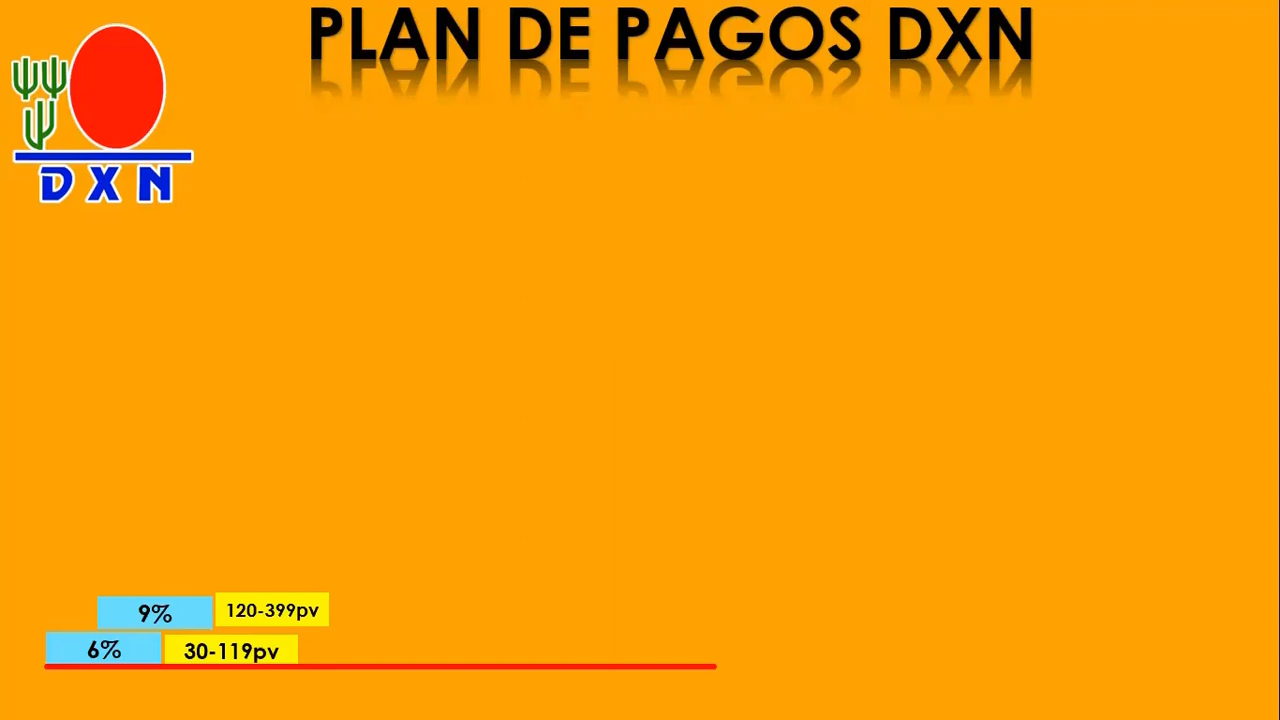 PLAN DE PAGOS DXN
DXN
9% 120-399pv
6% 30-119pv